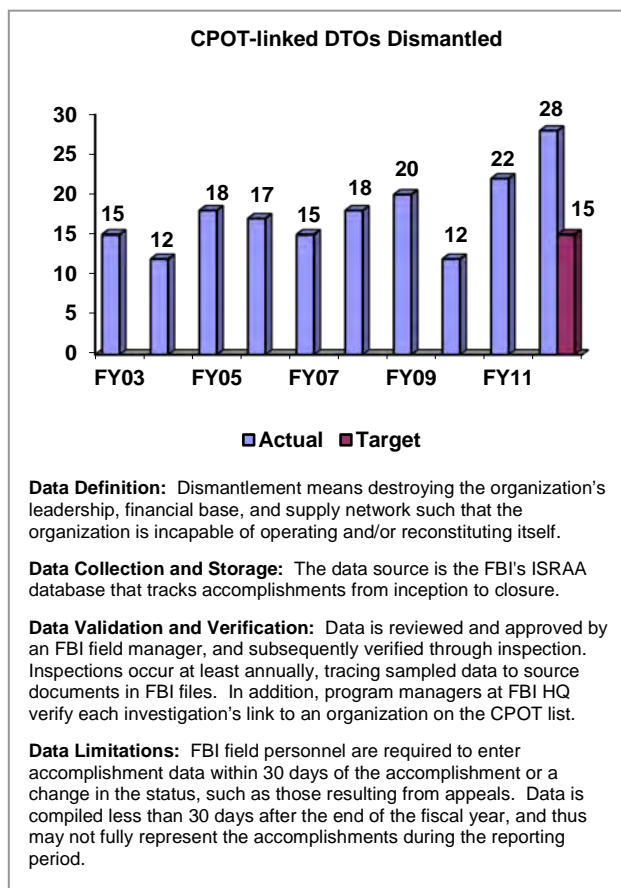 CPOT-linked DTOs Dismantled
30
25
20
15
10
5
0
15
12
18
17
15
18
20
12
22
28
15
FY03
FY05
FY07
FY09
FY11
Actual
Target
Data Definition: Dismantlement means destroying the organization's
leadership, financial base, and supply network such that the
organization is incapable of operating and/or reconstituting itself.
Data Collection and Storage: The data source is the FBI's ISRAA
database that tracks accomplishments from inception to closure.
Data Validation and Verification: Data is reviewed and approved by
an FBI field manager, and subsequently verified through inspection.
Inspections occur at least annually, tracing sampled data to source
documents in FBI files. In addition, program managers at FBI HQ
verify each investigation's link to an organization on the CPOT list.
Data Limitations: FBI field personnel are required to enter
accomplishment data within 30 days of the accomplishment or a
change in the status, such as those resulting from appeals. Data is
compiled less than 30 days after the end of the fiscal year, and thus
may not fully represent the accomplishments during the reporting
period.